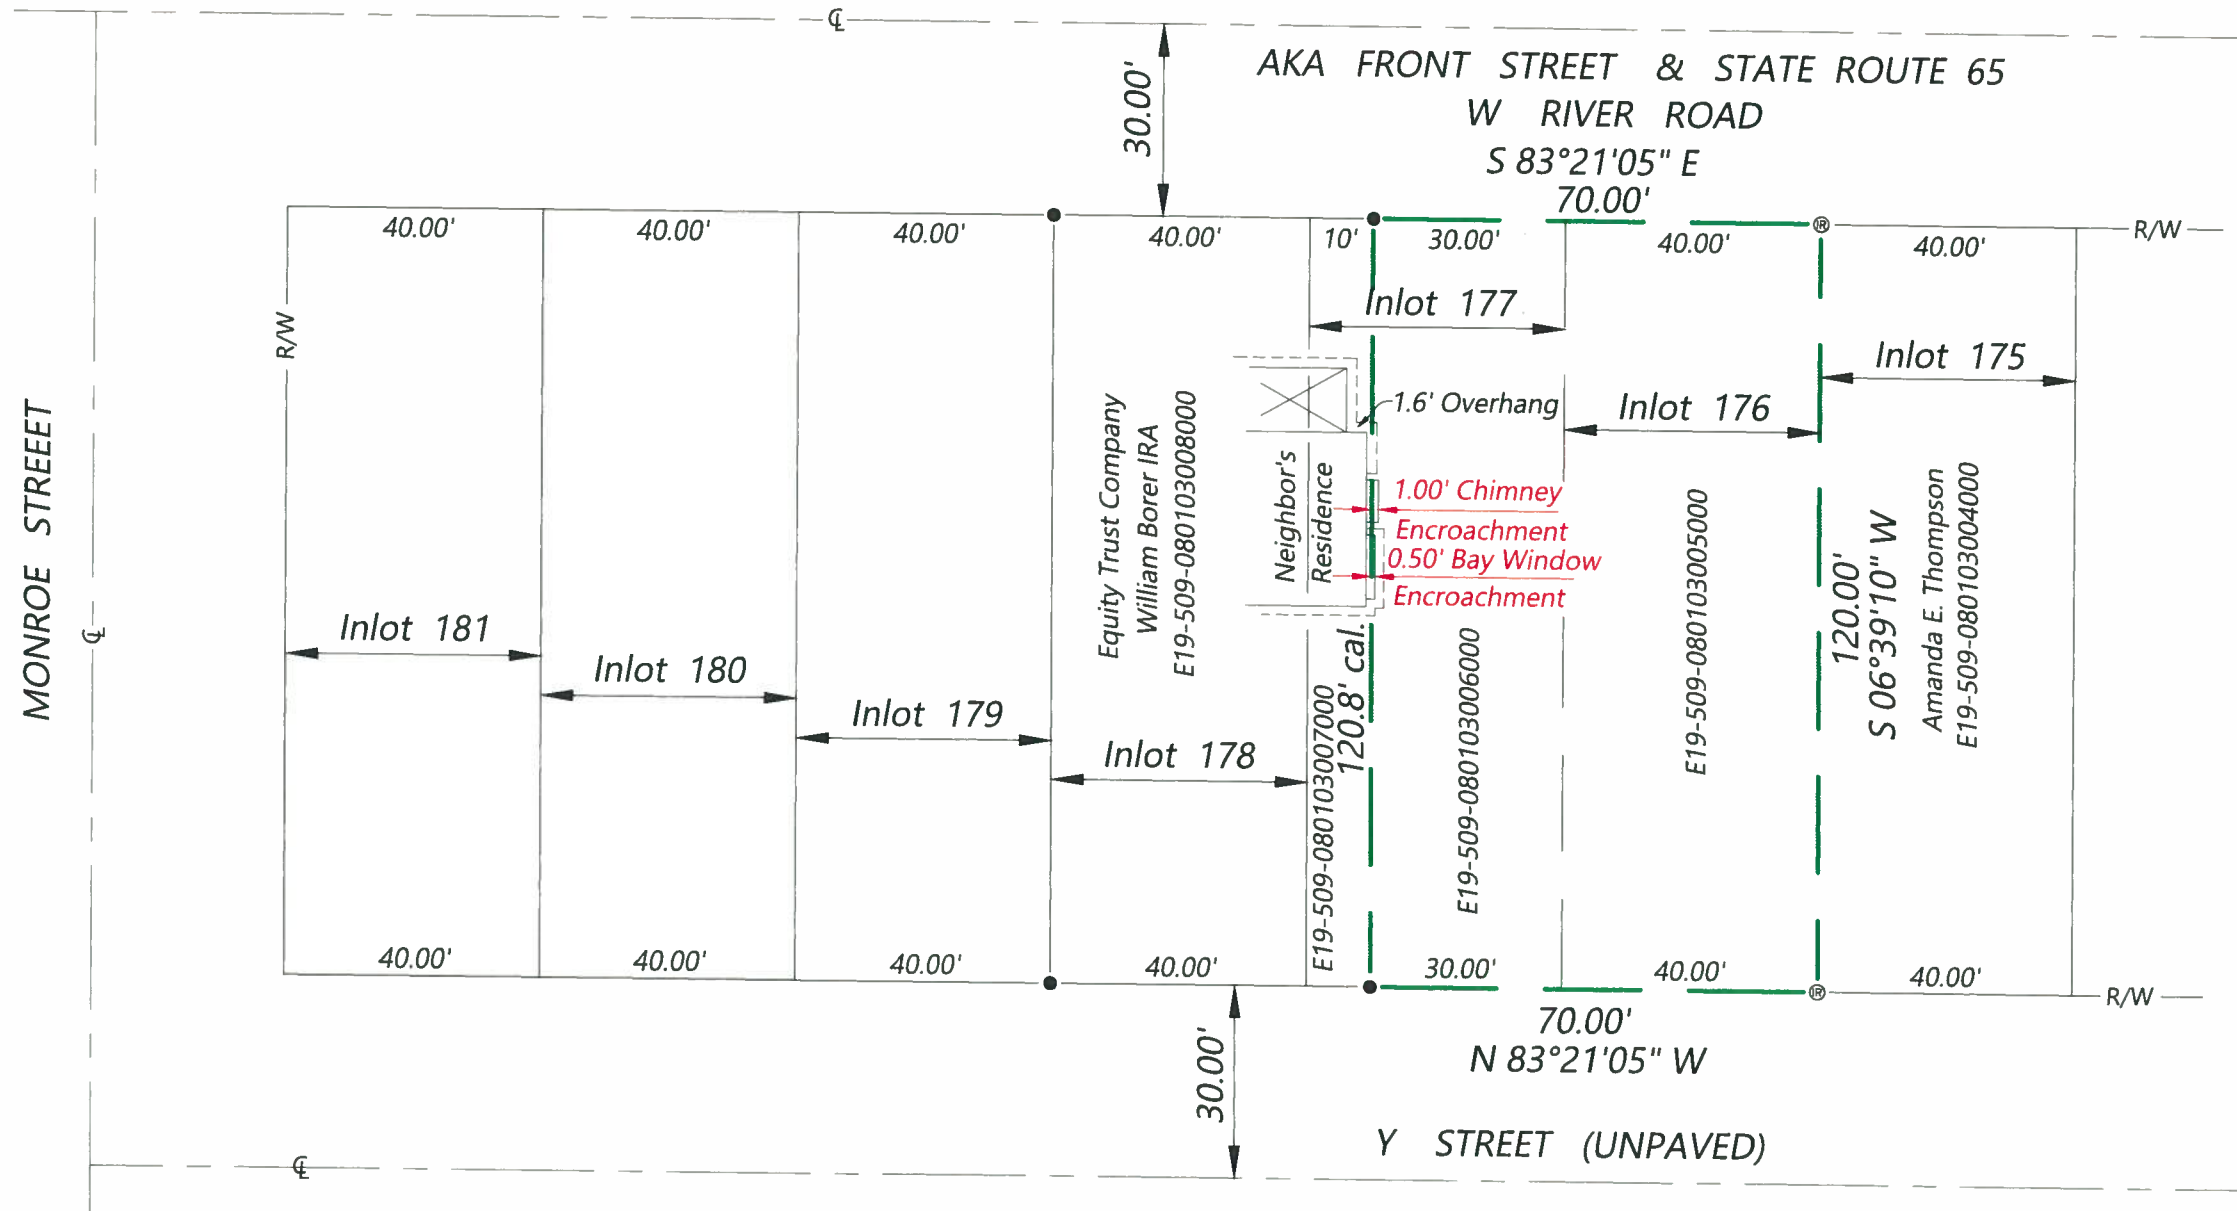 ℄
AKA FRONT STREET & STATE ROUTE 65
W RIVER ROAD
S 83°21'05" E
70.00'
30.00'
40.00'
40.00'
40.00'
40.00'
10'
30.00'
40.00'
40.00'
R/W
R/W
Inlot 177
Inlot 175
1.6' Overhang
Inlot 176
MONROE STREEET
℄
Equity Trust Company
William Borer IRA
E19-509-080103008000
Neighbor's
Residence
1.00' Chimney
Encroachment
0.50' Bay Window
Encroachment
E19-509-080103005000
120.00'
S 06°39'10" W
Amanda E. Thompson
E19-509-080103004000
Inlot 181
Inlot 180
Inlot 179
Inlot 178
E19-509-080103007000
120.8' cal.
E19-509-080103006000
40.00'
40.00'
40.00'
40.00'
30.00'
40.00'
40.00'
R/W
IR
IR
IR
70.00'
N 83°21'05" W
30.00'
Y STREET (UNPAVED)
℄